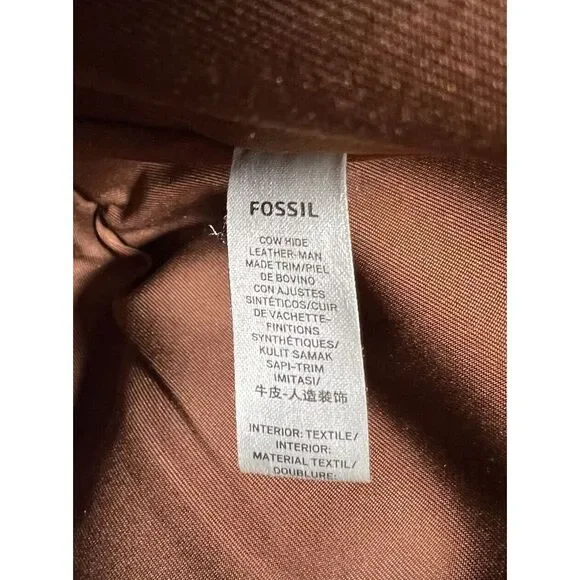 FOSSIL
COW HIDE
LEATHER-MAN
MADE TRIM/PIEL
DE BOVINO
CON AJUSTES
SINTÉTICOS/CUIR
DE VACHETTE-
FINITIONS
SYNTHÉTIQUES/
KULIT SAMAK
SAPI-TRIM
IMITASI/
牛皮-人造装饰
INTERIOR: TEXTILE/
INTERIOR:
MATERIAL TEXTIL/
DOUBLURE: